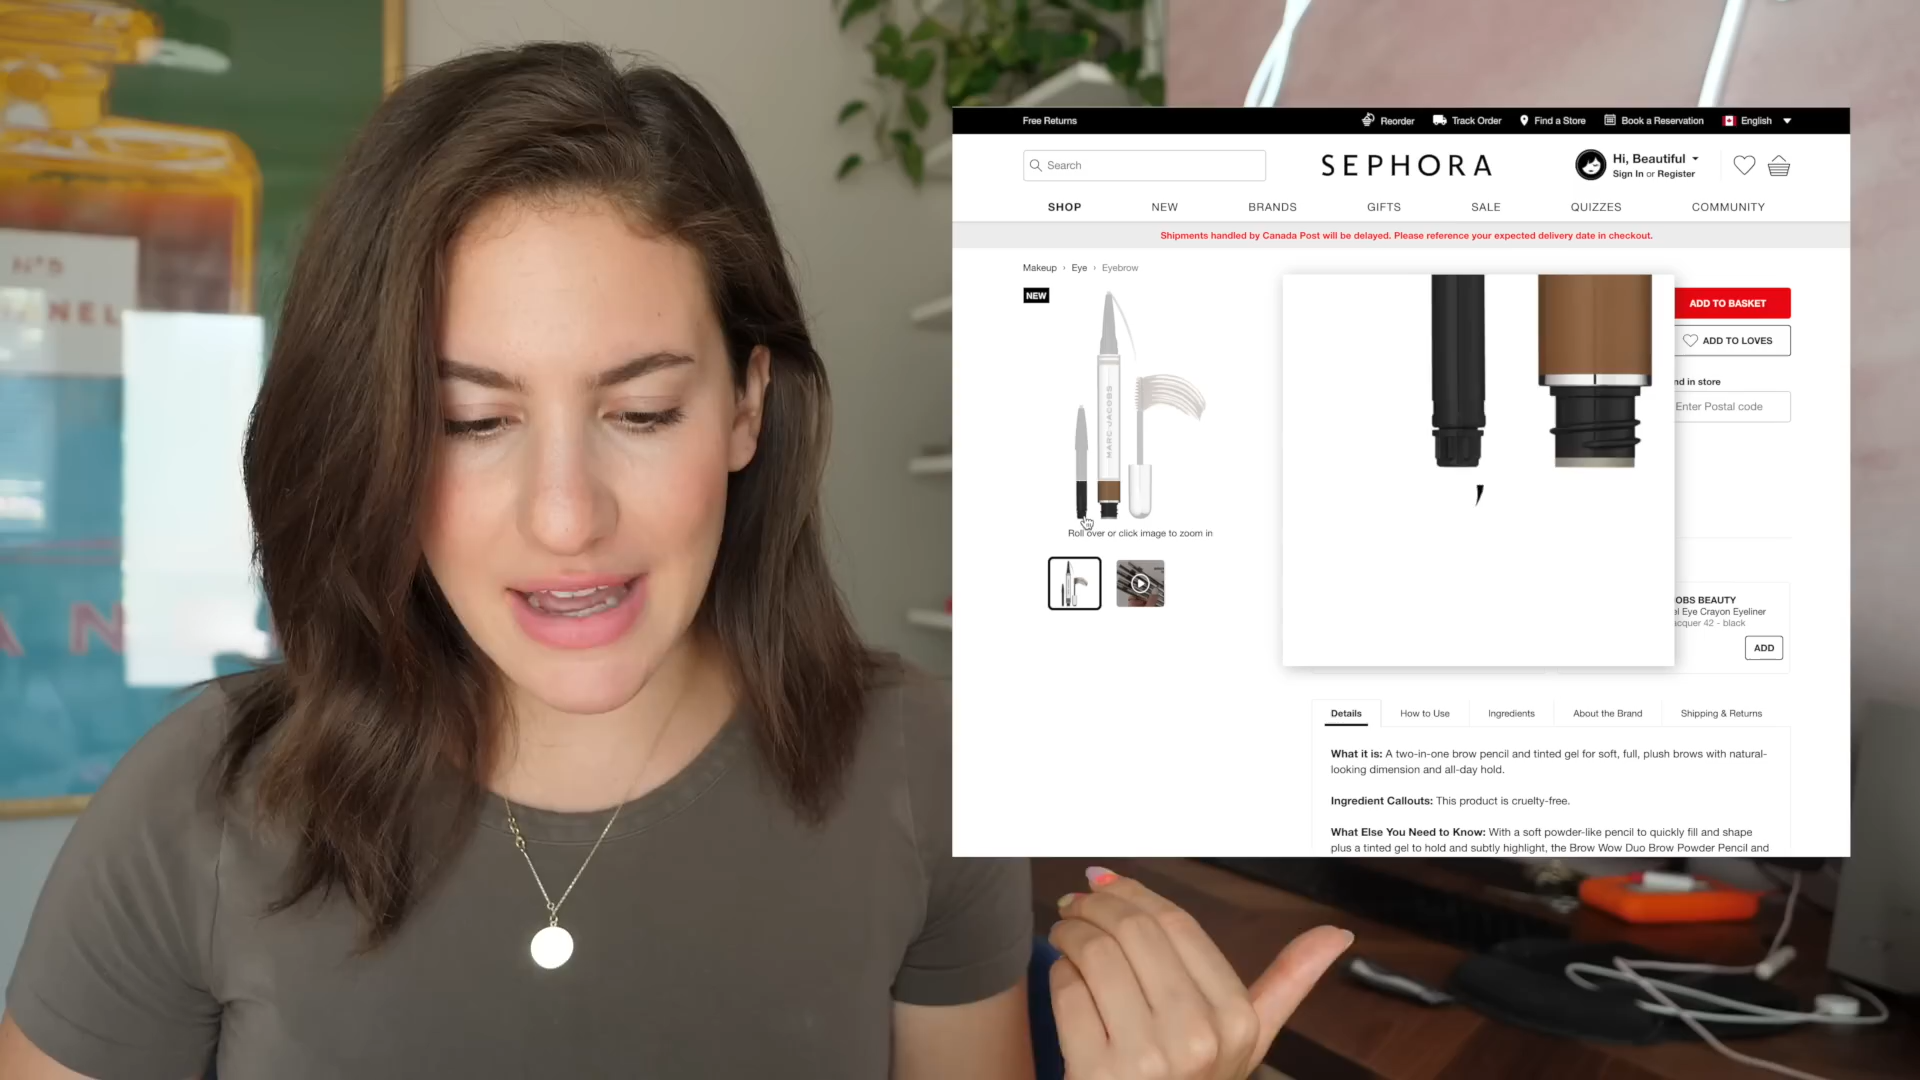 Free Returns
Reorder
Track Order
Find a Store
Book a Reservation
English
Search
SEPHORA
Hi, Beautiful
Sign In or Register
SHOP
NEW
BRANDS
GIFTS
SALE
QUIZZES
COMMUNITY
Shipments handled by Canada Post will be delayed. Please reference your expected delivery date in checkout.
Makeup › Eye › Eyebrow
NEW
MARC JACOBS
Roll over or click image to zoom in
ADD TO BASKET
ADD TO LOVES
nd in store
Enter Postal code
OBS BEAUTY
el Eye Crayon Eyeliner
acquer 42 - black
ADD
Details
How to Use
Ingredients
About the Brand
Shipping & Returns
What it is: A two-in-one brow pencil and tinted gel for soft, full, plush brows with natural-
looking dimension and all-day hold.
Ingredient Callouts: This product is cruelty-free.
What Else You Need to Know: With a soft powder-like pencil to quickly fill and shape
plus a tinted gel to hold and subtly highlight, the Brow Wow Duo Brow Powder Pencil and
N°5
NEL
AN